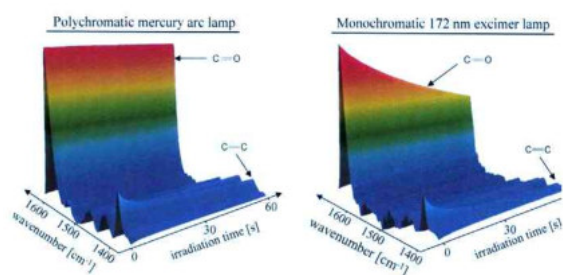 Polychromatic mercury arc lamp
C=O
C=C
1600
1500
1400
wavenumber [cm-1]
0
30
60
irradiation time [s]
Monochromatic 172 nm excimer lamp
C=O
C=C
1600
1500
1400
wavenumber [cm-1]
0
30
60
irradiation time [s]